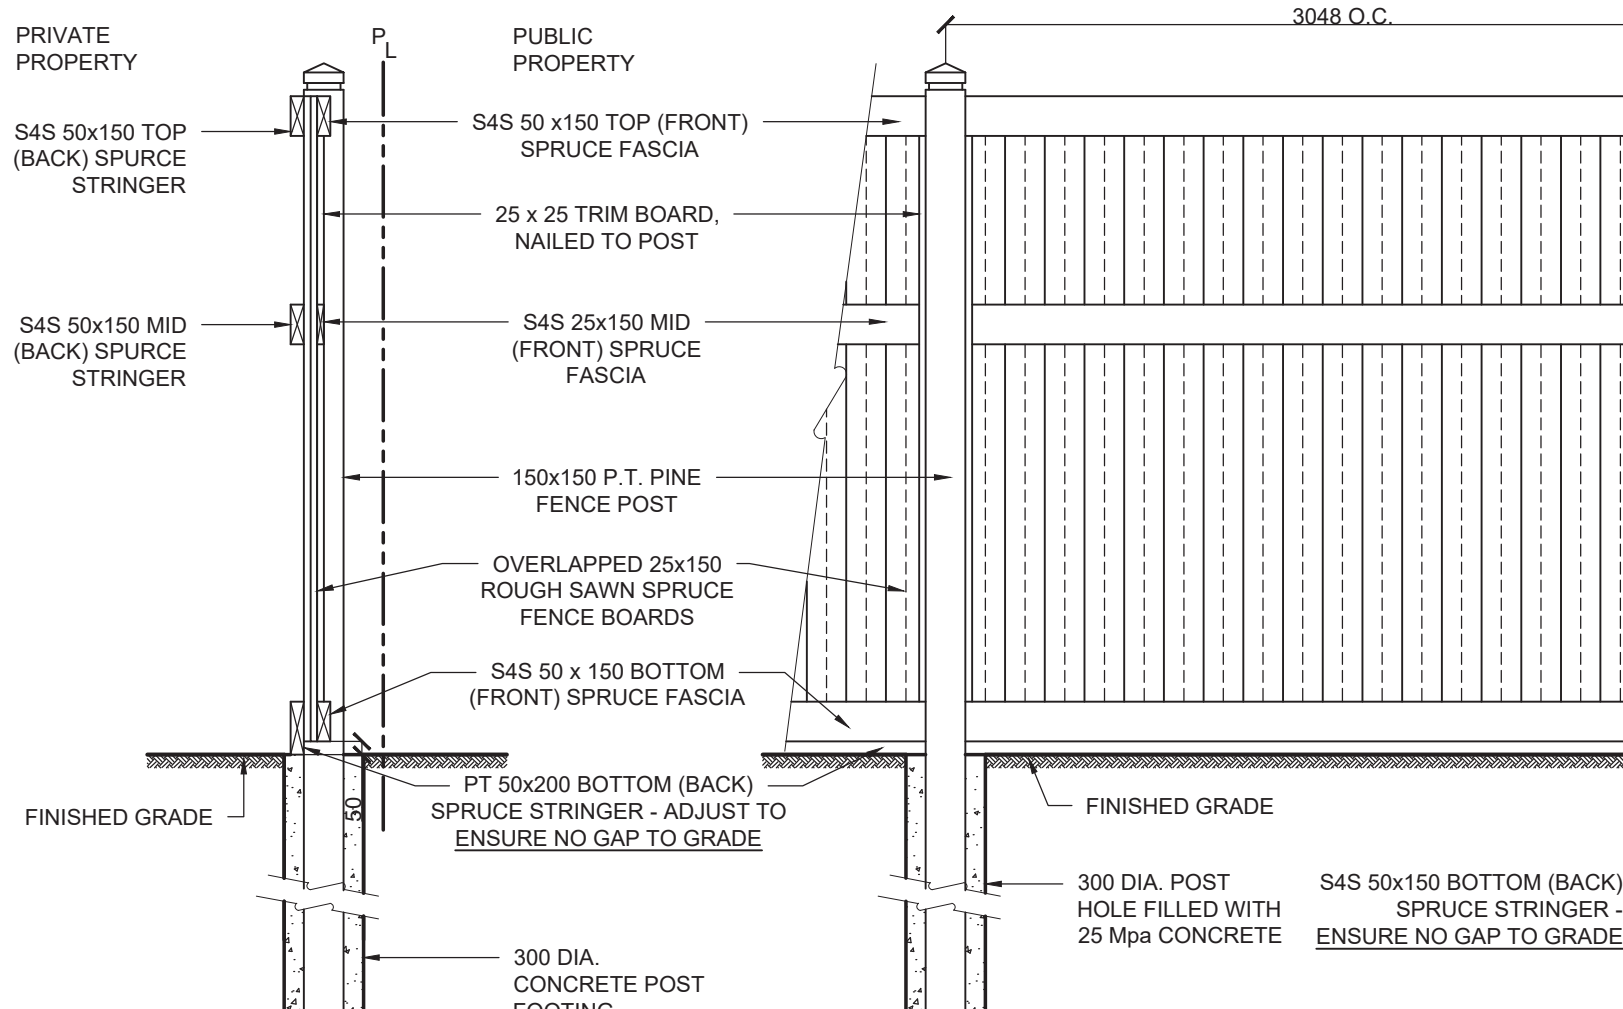 PRIVATE
PROPERTY
PL
PUBLIC
PROPERTY
3048 O.C.
S4S 50x150 TOP
(BACK) SPURCE
STRINGER
S4S 50 x150 TOP (FRONT)
SPRUCE FASCIA
25 x 25 TRIM BOARD,
NAILED TO POST
S4S 50x150 MID
(BACK) SPURCE
STRINGER
S4S 25x150 MID
(FRONT) SPRUCE
FASCIA
150x150 P.T. PINE
FENCE POST
OVERLAPPED 25x150
ROUGH SAWN SPRUCE
FENCE BOARDS
S4S 50 x 150 BOTTOM
(FRONT) SPRUCE FASCIA
50
PT 50x200 BOTTOM (BACK)
SPRUCE STRINGER - ADJUST TO
ENSURE NO GAP TO GRADE
FINISHED GRADE
FINISHED GRADE
300 DIA. POST
HOLE FILLED WITH
25 Mpa CONCRETE
S4S 50x150 BOTTOM (BACK)
SPRUCE STRINGER -
ENSURE NO GAP TO GRADE
300 DIA.
CONCRETE POST
FOOTING